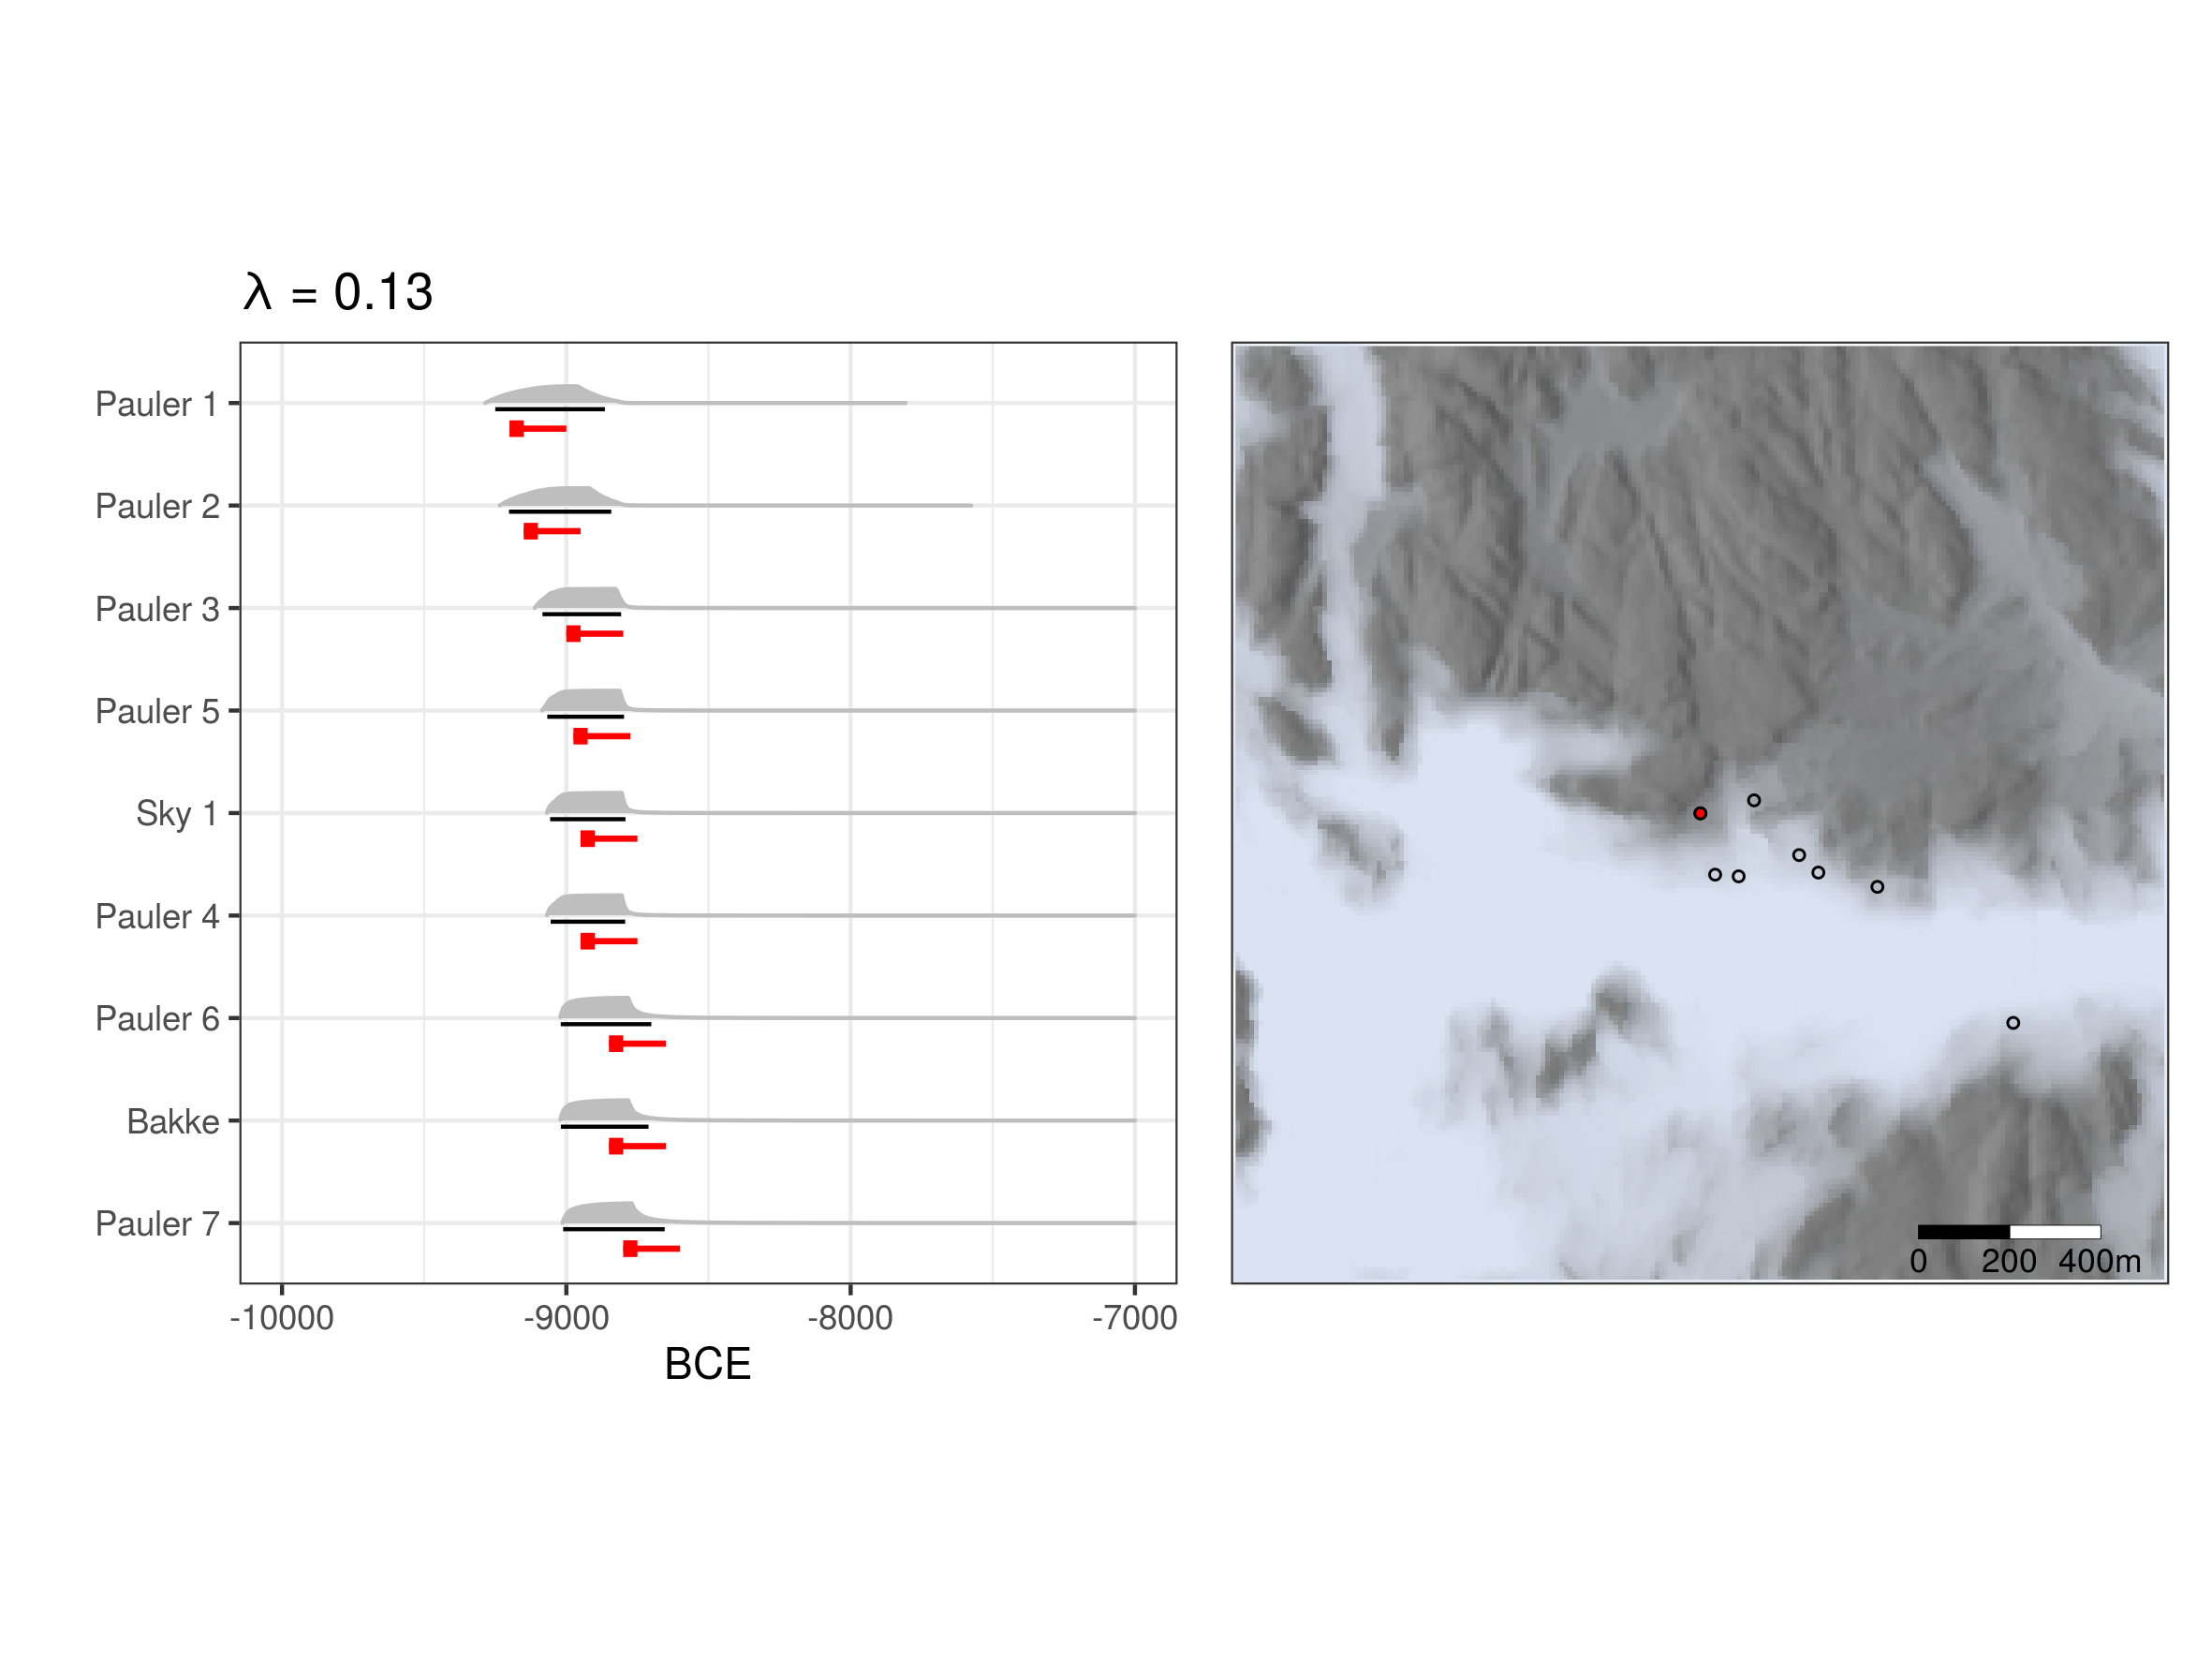 λ = 0.13
Pauler 1
Pauler 2
Pauler 3
Pauler 5
Sky 1
Pauler 4
Pauler 6
Bakke
Pauler 7
-10000 -9000 -8000 -7000
BCE
0 200 400m